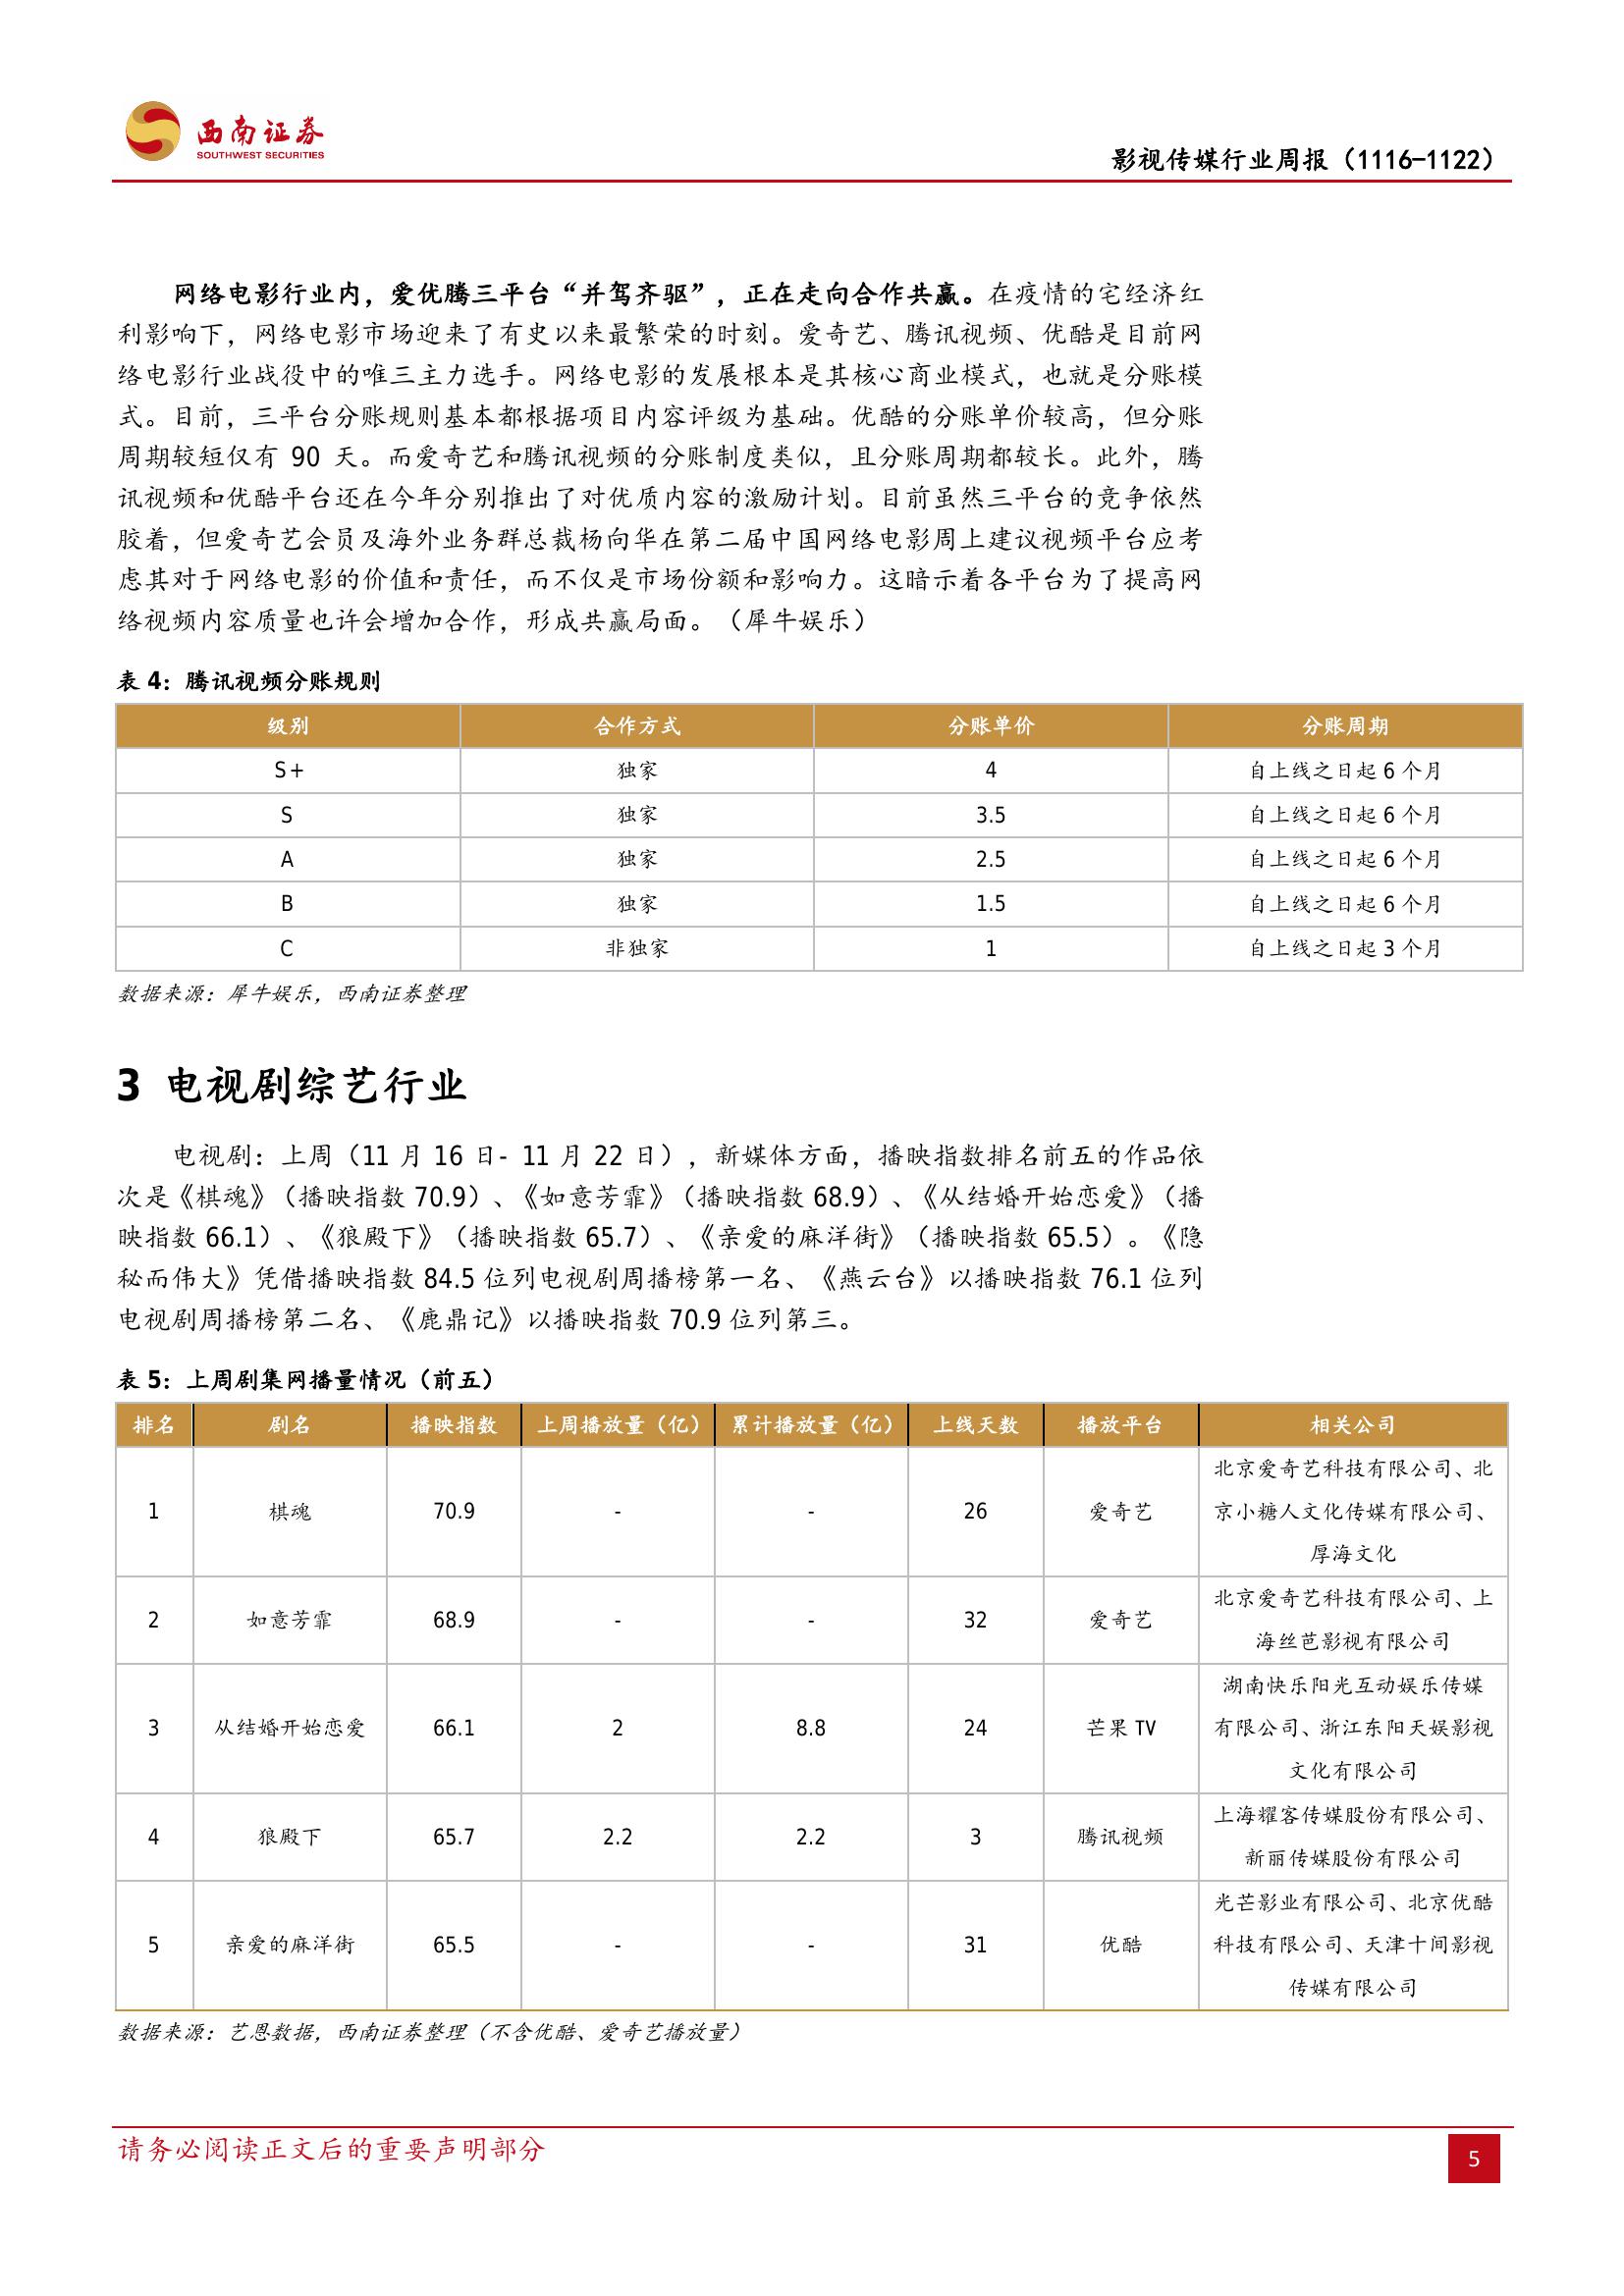 西南证券
SOUTHWEST SECURITIES
影视传媒行业周报（1116-1122）
网络电影行业内，爱优腾三平台“并驾齐驱”，正在走向合作共赢。在疫情的宅经济红
利影响下，网络电影市场迎来了有史以来最繁荣的时刻。爱奇艺、腾讯视频、优酷是目前网
络电影行业战役中的唯三主力选手。网络电影的发展根本是其核心商业模式，也就是分账模
式。目前，三平台分账规则基本都根据项目内容评级为基础。优酷的分账单价较高，但分账
周期较短仅有 90 天。而爱奇艺和腾讯视频的分账制度类似，且分账周期都较长。此外，腾
讯视频和优酷平台还在今年分别推出了对优质内容的激励计划。目前虽然三平台的竞争依然
胶着，但爱奇艺会员及海外业务群总裁杨向华在第二届中国网络电影周上建议视频平台应考
虑其对于网络电影的价值和责任，而不仅是市场份额和影响力。这暗示着各平台为了提高网
络视频内容质量也许会增加合作，形成共赢局面。（犀牛娱乐）
表 4：腾讯视频分账规则
级别 合作方式 分账单价 分账周期
S+ 独家 4 自上线之日起 6 个月
S 独家 3.5 自上线之日起 6 个月
A 独家 2.5 自上线之日起 6 个月
B 独家 1.5 自上线之日起 6 个月
C 非独家 1 自上线之日起 3 个月
数据来源：犀牛娱乐，西南证券整理
3 电视剧综艺行业
电视剧：上周（11 月 16 日- 11 月 22 日），新媒体方面，播映指数排名前五的作品依
次是《棋魂》（播映指数 70.9）、《如意芳霏》（播映指数 68.9）、《从结婚开始恋爱》（播
映指数 66.1）、《狼殿下》（播映指数 65.7）、《亲爱的麻洋街》（播映指数 65.5）。《隐
秘而伟大》凭借播映指数 84.5 位列电视剧周播榜第一名、《燕云台》以播映指数 76.1 位列
电视剧周播榜第二名、《鹿鼎记》以播映指数 70.9 位列第三。
表 5：上周剧集网播量情况（前五）
排名 剧名 播映指数 上周播放量（亿） 累计播放量（亿） 上线天数 播放平台 相关公司
北京爱奇艺科技有限公司、北
1 棋魂 70.9 - - 26 爱奇艺 京小糖人文化传媒有限公司、
厚海文化
北京爱奇艺科技有限公司、上
2 如意芳霏 68.9 - - 32 爱奇艺
海丝芭影视有限公司
湖南快乐阳光互动娱乐传媒
3 从结婚开始恋爱 66.1 2 8.8 24 芒果 TV 有限公司、浙江东阳天娱影视
文化有限公司
上海耀客传媒股份有限公司、
4 狼殿下 65.7 2.2 2.2 3 腾讯视频
新丽传媒股份有限公司
光芒影业有限公司、北京优酷
5 亲爱的麻洋街 65.5 - - 31 优酷 科技有限公司、天津十间影视
传媒有限公司
数据来源：艺恩数据，西南证券整理（不含优酷、爱奇艺播放量）
请务必阅读正文后的重要声明部分
5